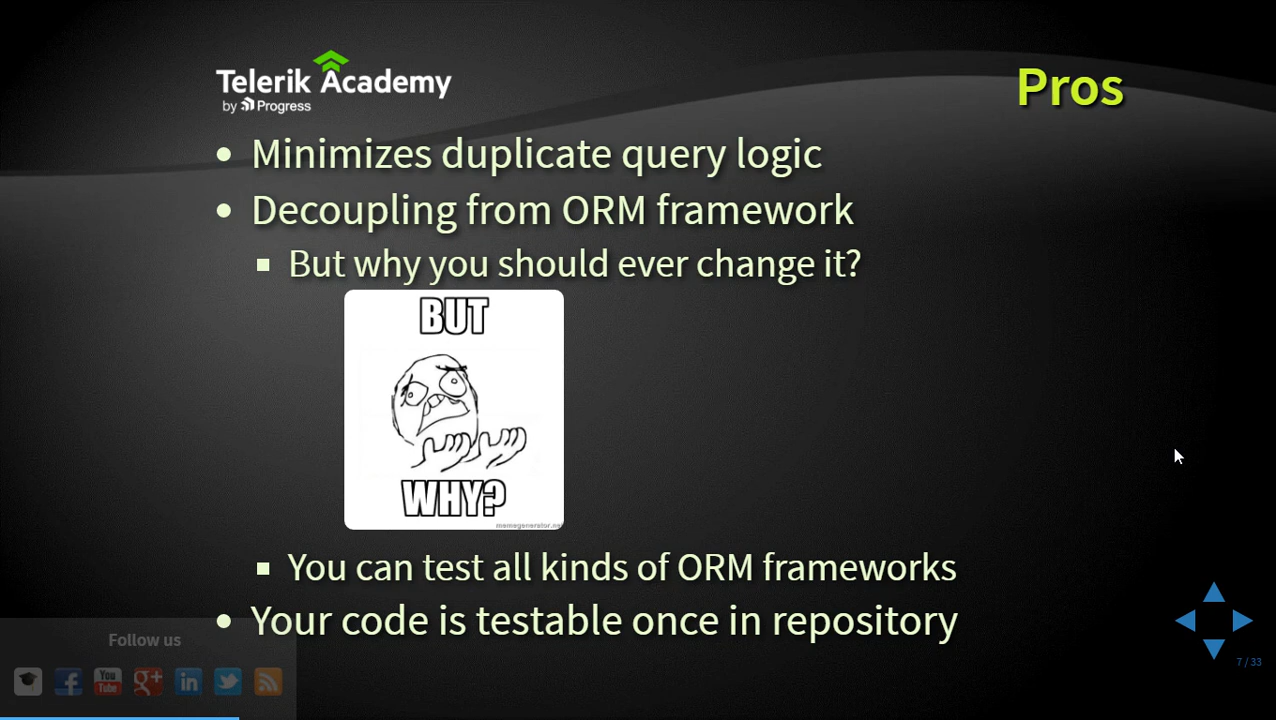 Telerik Academy
by Progress
Pros
Minimizes duplicate query logic
Decoupling from ORM framework
But why you should ever change it?
BUT
WHY?
memegenerator.net
You can test all kinds of ORM frameworks
Your code is testable once in repository
Follow us
You Tube
7 / 33